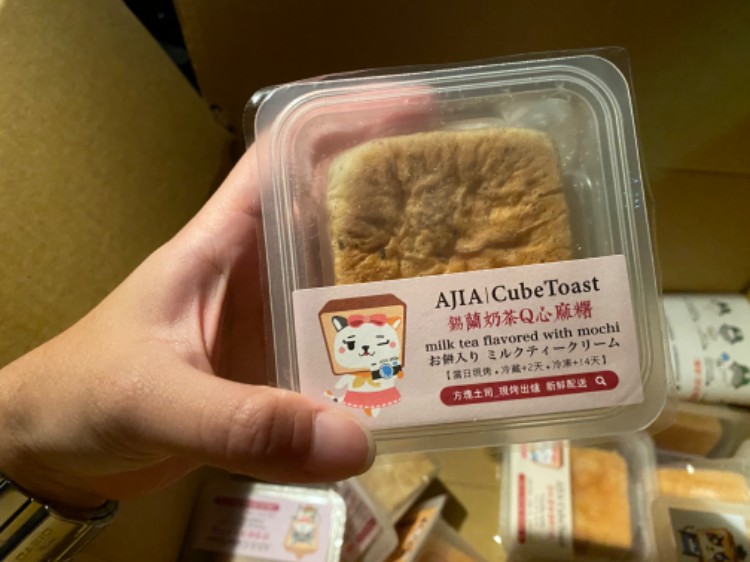 AJIA|CubeToast
錫蘭奶茶Q心麻糬
milk tea flavored with mochi
お餅入り ミルクティークリーム
【當日現烤 • 冷藏+2天 • 冷凍+14天】
方塊土司_現烤出爐 新鮮配送
CASIO